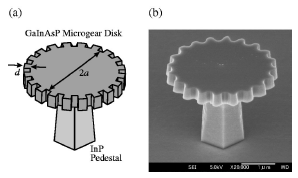 (a)
(b)
GaInAsP Microgear Disk
d
2a
InP
Pedestal
SEI 5.0kV X20,000 1μm WD